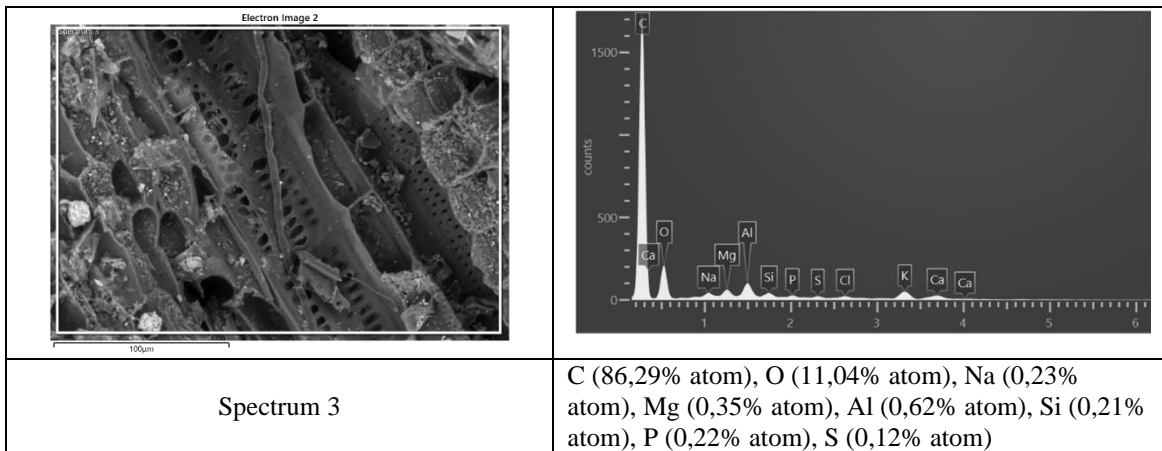 Electron Image 2
Spectrum 3
100µm
counts
1500
500
0
C
Ca
O
Na
Mg
Al
Si
P
S
Cl
K
Ca
Ca
1 2 3 4 5 6
Spectrum 3
C (86,29% atom), O (11,04% atom), Na (0,23%
atom), Mg (0,35% atom), Al (0,62% atom), Si (0,21%
atom), P (0,22% atom), S (0,12% atom)